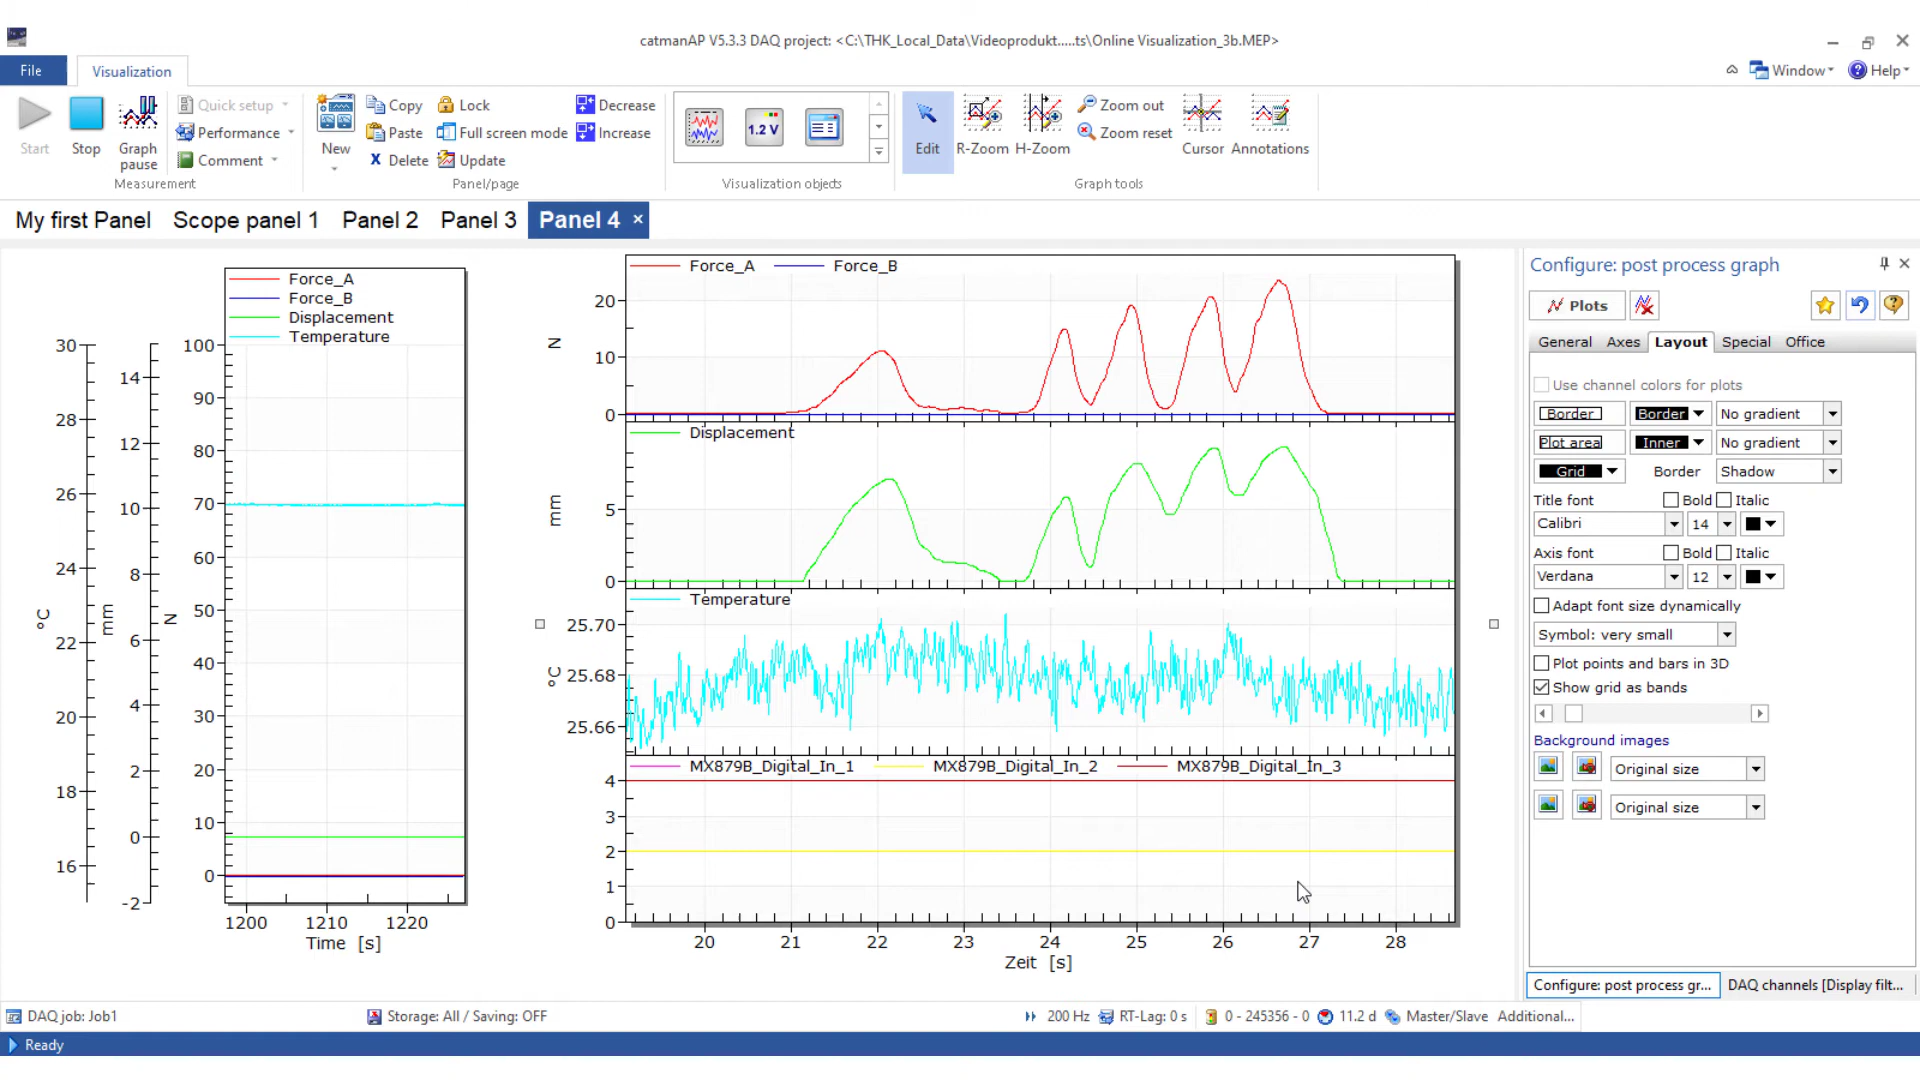 catmanAP V5.3.3 DAQ project: <C:\THK_Local_Data\Videoprodukt.....ts\Online Visualization_3b.MEP>
File
Visualization
Window
Help
Start
Stop
Graph pause
Quick setup
Performance
Comment
Measurement
New
Copy
Paste
Delete
Lock
Full screen mode
Update
Decrease
Increase
Panel/page
1.2 V
Visualization objects
Edit
R-Zoom
H-Zoom
Zoom out
Zoom reset
Cursor
Annotations
Graph tools
My first Panel
Scope panel 1
Panel 2
Panel 3
Panel 4
Force_A
Force_B
Displacement
Temperature
30
28
26
24
22
20
18
16
°C
14
12
10
8
6
4
2
0
-2
mm
100
90
80
70
60
50
40
30
20
10
0
N
1200 1210 1220
Time [s]
Force_A Force_B
20
10
0
N
Displacement
5
0
mm
Temperature
25.70
25.68
25.66
°C
MX879B_Digital_In_1 MX879B_Digital_In_2 MX879B_Digital_In_3
4
3
2
1
0
20 21 22 23 24 25 26 27 28
Zeit [s]
Configure: post process graph
Plots
General Axes Layout Special Office
Use channel colors for plots
Border Border No gradient
Plot area Inner No gradient
Grid Border Shadow
Title font Bold Italic
Calibri 14
Axis font Bold Italic
Verdana 12
Adapt font size dynamically
Symbol: very small
Plot points and bars in 3D
Show grid as bands
Background images
Original size
Original size
Configure: post process gr... DAQ channels [Display filt...
DAQ job: Job1
Storage: All / Saving: OFF
200 Hz RT-Lag: 0 s 0 - 245356 - 0 11.2 d Master/Slave Additional...
Ready